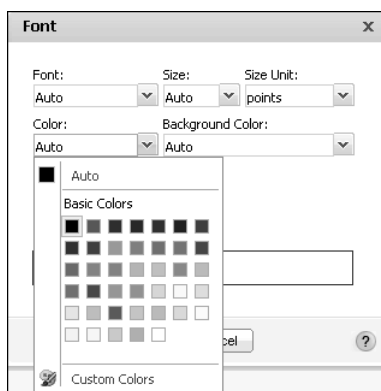 Font x
Font: Size: Size Unit:
Auto Auto points
Color: Background Color:
Auto Auto
Auto
Basic Colors
cel ?
Custom Colors